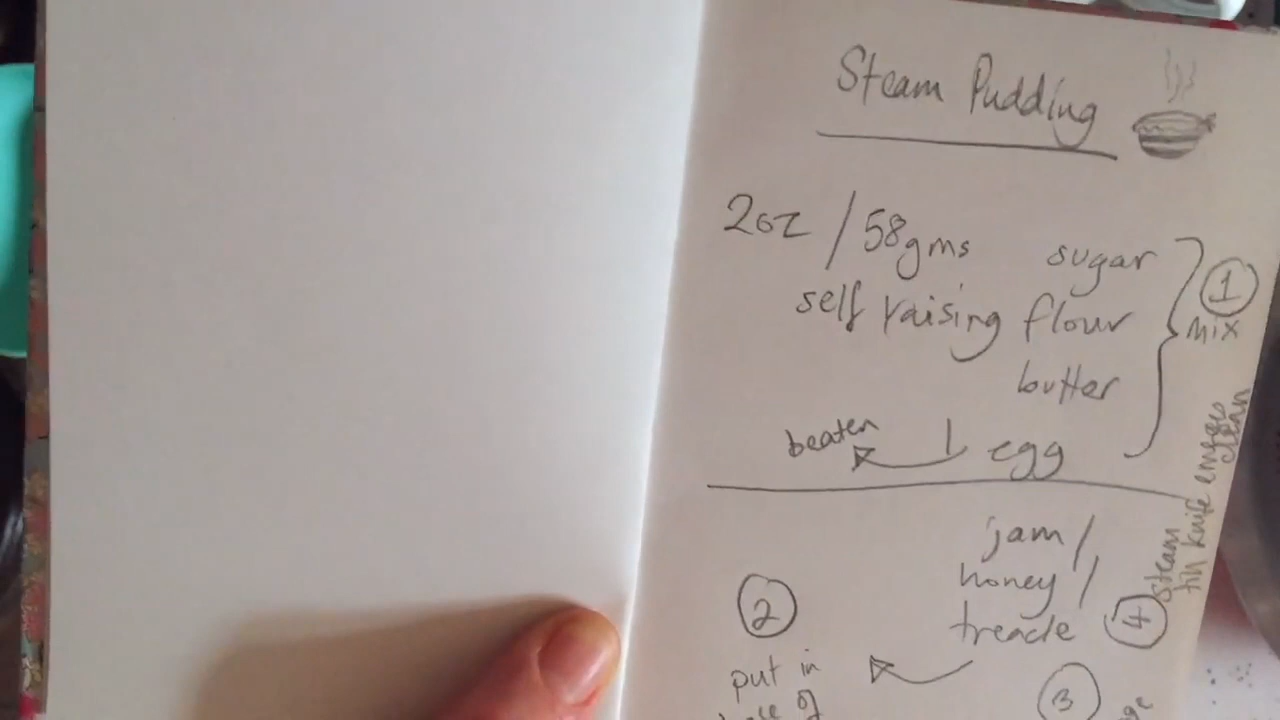 Steam Pudding
2oz / 58gms sugar
self raising flour
butter
1 egg
beaten
1
mix
jam /
honey /
treacle
2
put in
of
3
4
steam
till knife emerges
clean